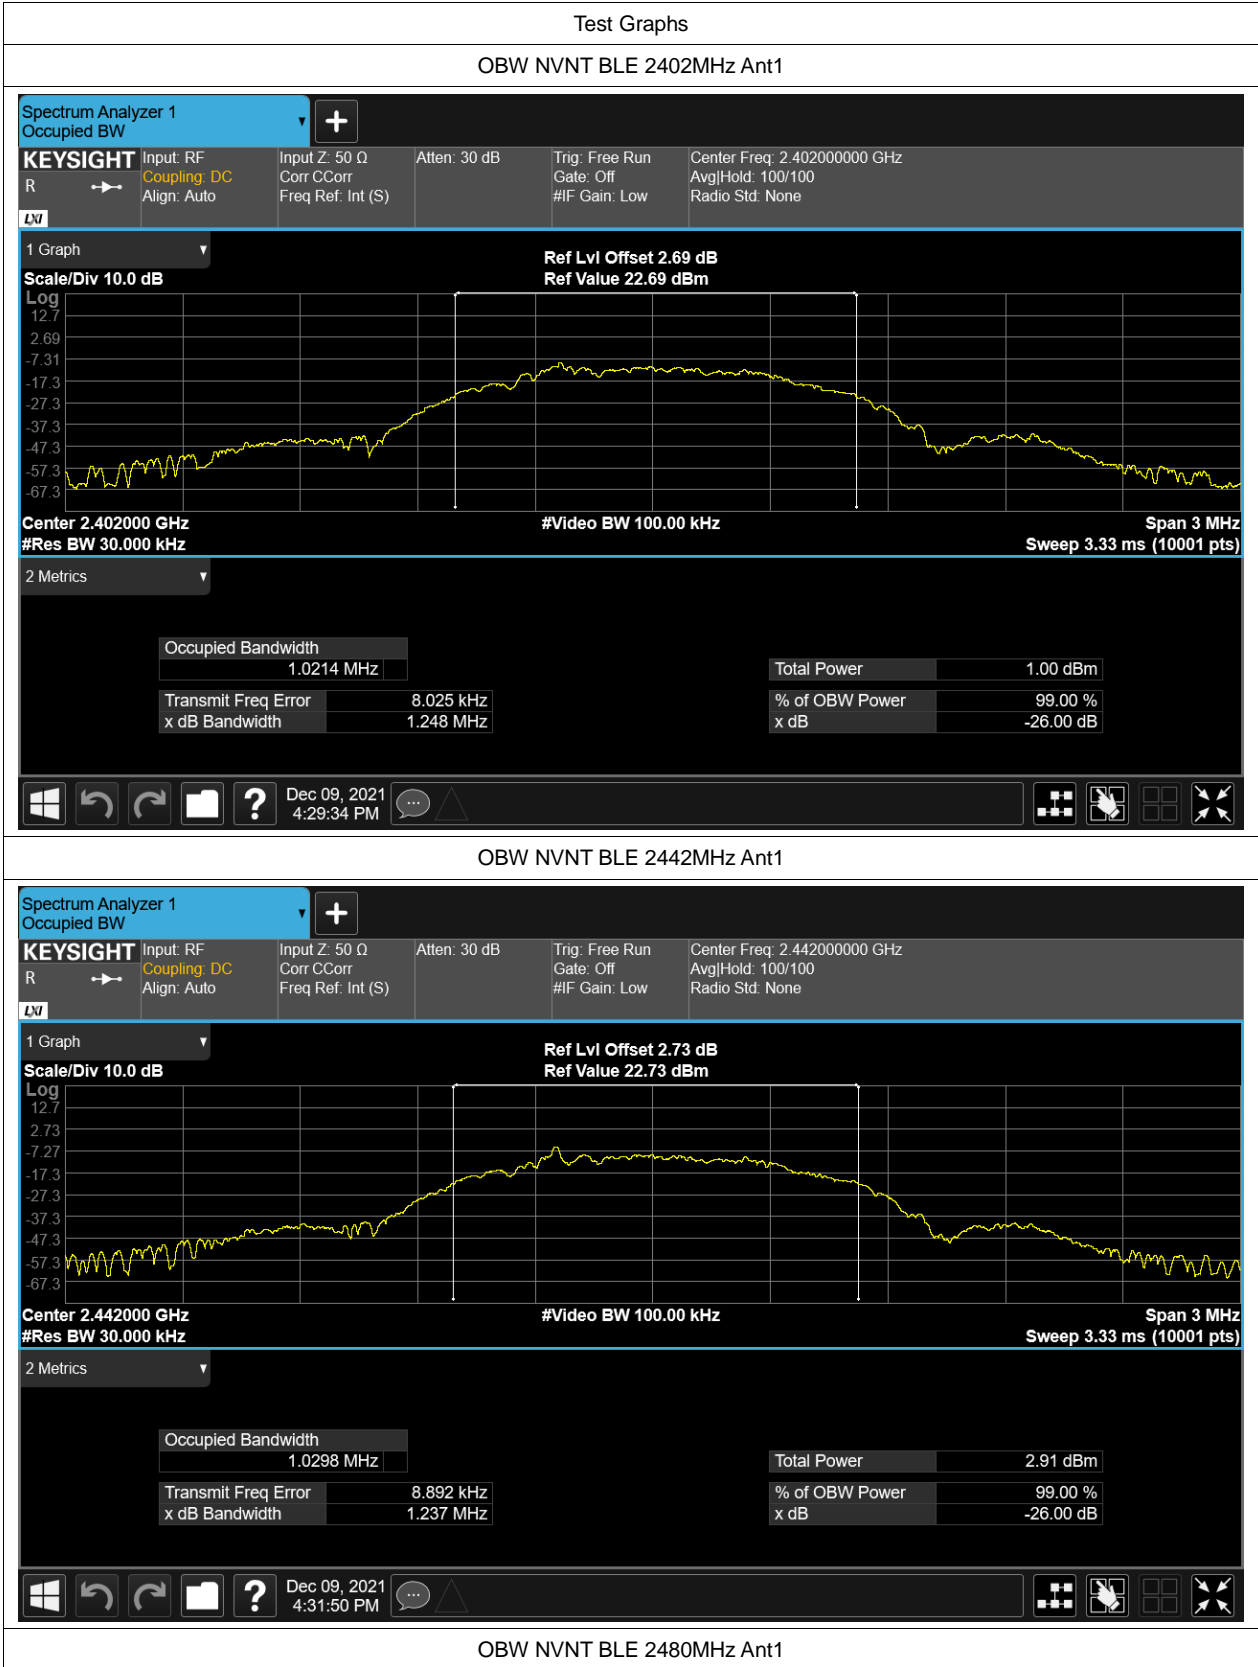 Test Graphs
OBW NVNT BLE 2402MHz Ant1
Spectrum Analyzer 1
Occupied BW
KEYSIGHT
R
LXI
Input: RF
Coupling: DC
Align: Auto
Input Z: 50 Ω
Corr CCorr
Freq Ref: Int (S)
Atten: 30 dB
Trig: Free Run
Gate: Off
#IF Gain: Low
Center Freq: 2.402000000 GHz
Avg|Hold: 100/100
Radio Std: None
1 Graph
Scale/Div 10.0 dB
Ref Lvl Offset 2.69 dB
Ref Value 22.69 dBm
Log
12.7
2.69
-7.31
-17.3
-27.3
-37.3
-47.3
-57.3
-67.3
Center 2.402000 GHz
#Video BW 100.00 kHz
Span 3 MHz
#Res BW 30.000 kHz
Sweep 3.33 ms (10001 pts)
2 Metrics
Occupied Bandwidth
1.0214 MHz
Total Power 1.00 dBm
Transmit Freq Error 8.025 kHz
% of OBW Power 99.00 %
x dB Bandwidth 1.248 MHz
x dB -26.00 dB
?
Dec 09, 2021
4:29:34 PM
OBW NVNT BLE 2442MHz Ant1
Spectrum Analyzer 1
Occupied BW
KEYSIGHT
R
LXI
Input: RF
Coupling: DC
Align: Auto
Input Z: 50 Ω
Corr CCorr
Freq Ref: Int (S)
Atten: 30 dB
Trig: Free Run
Gate: Off
#IF Gain: Low
Center Freq: 2.442000000 GHz
Avg|Hold: 100/100
Radio Std: None
1 Graph
Scale/Div 10.0 dB
Ref Lvl Offset 2.73 dB
Ref Value 22.73 dBm
Log
12.7
2.73
-7.27
-17.3
-27.3
-37.3
-47.3
-57.3
-67.3
Center 2.442000 GHz
#Video BW 100.00 kHz
Span 3 MHz
#Res BW 30.000 kHz
Sweep 3.33 ms (10001 pts)
2 Metrics
Occupied Bandwidth
1.0298 MHz
Total Power 2.91 dBm
Transmit Freq Error 8.892 kHz
% of OBW Power 99.00 %
x dB Bandwidth 1.237 MHz
x dB -26.00 dB
?
Dec 09, 2021
4:31:50 PM
OBW NVNT BLE 2480MHz Ant1